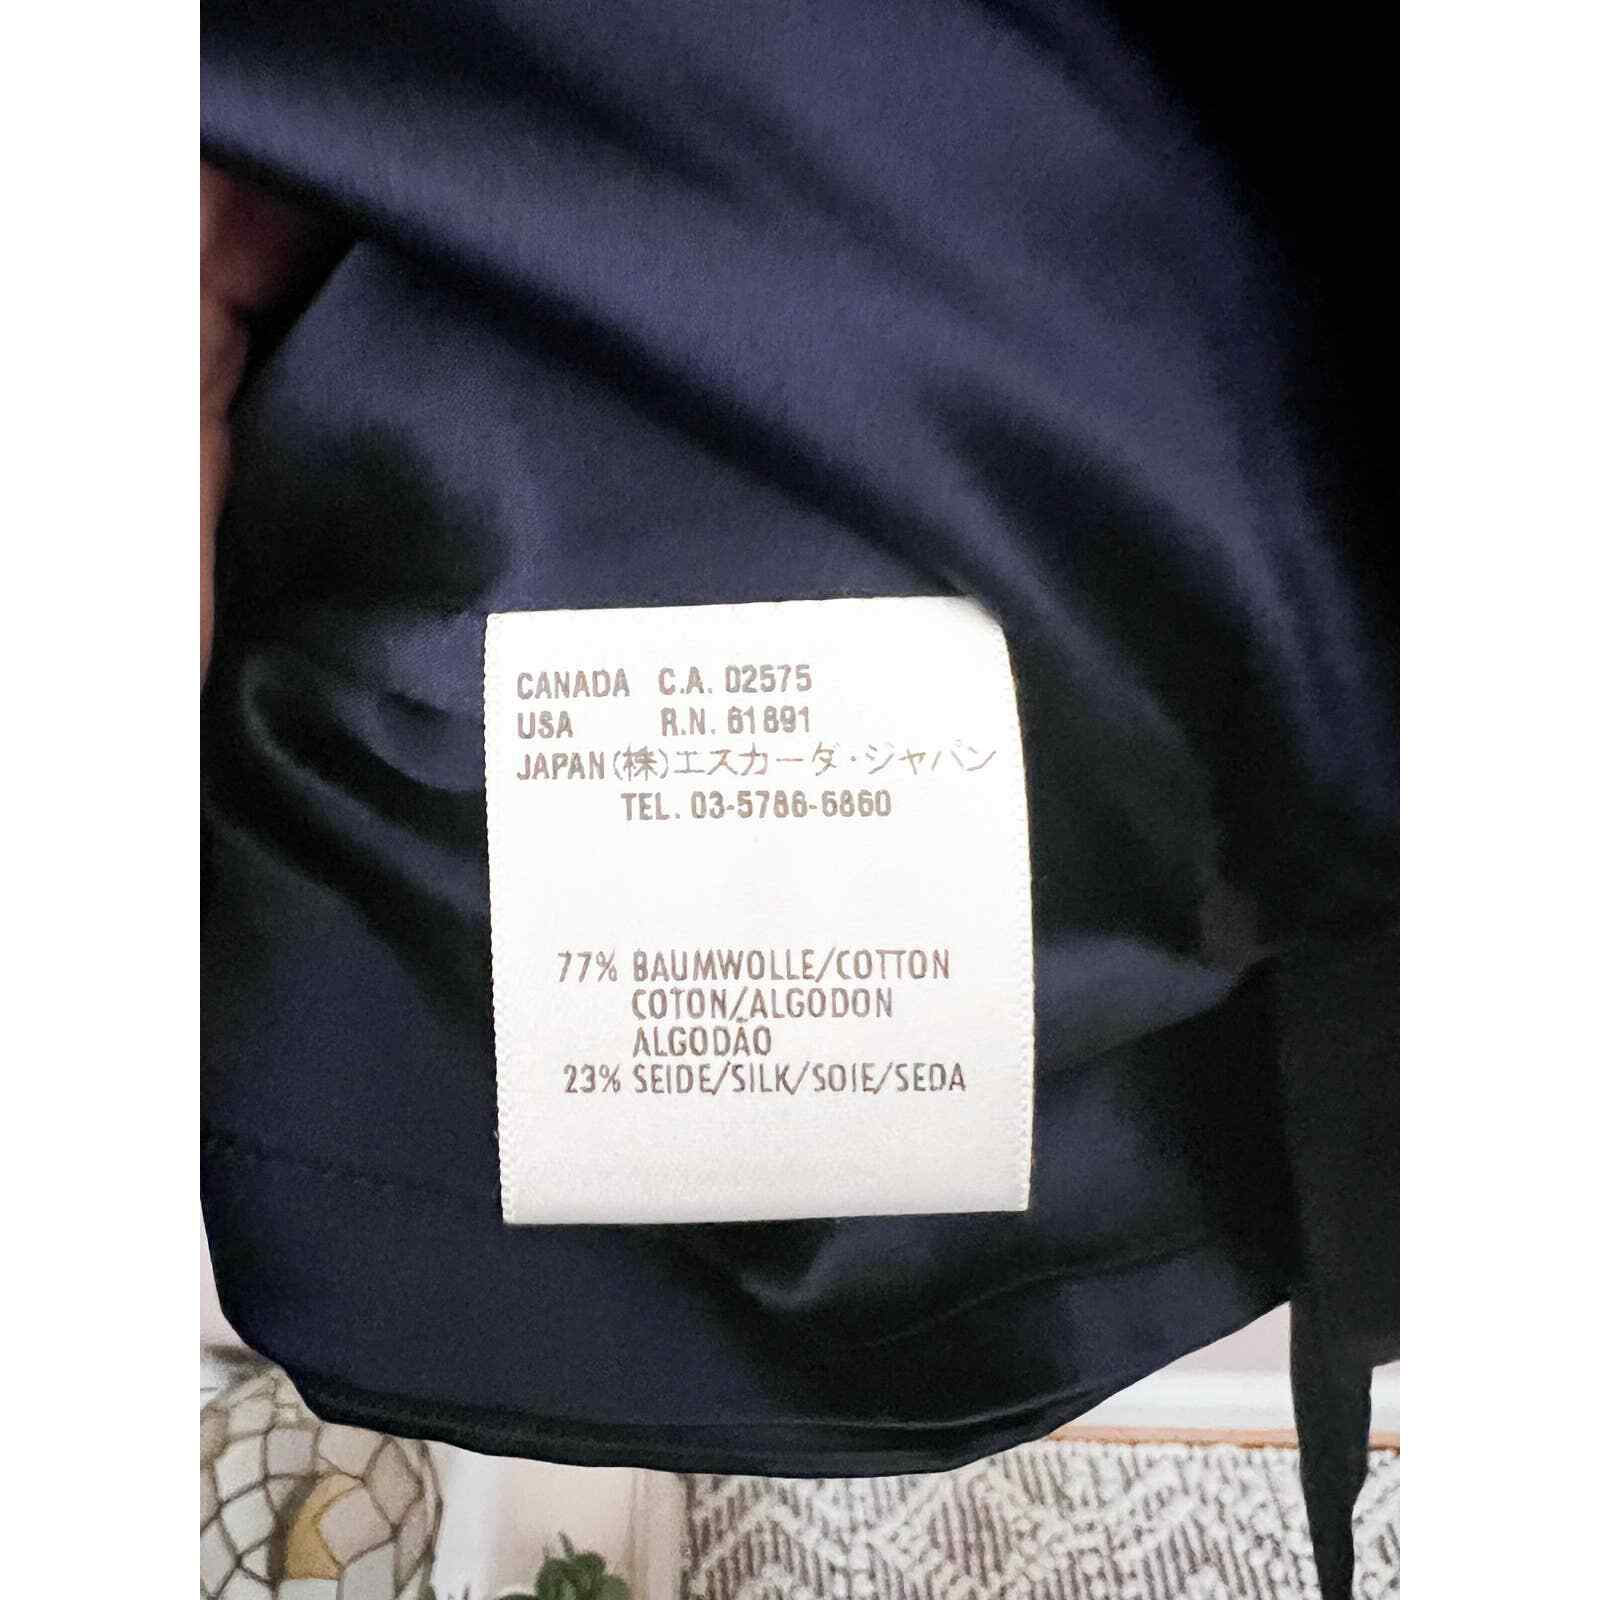 CANADA C.A. 02575
USA R.N. 61891
JAPAN (株)エスカーダ・ジャパン
TEL. 03-5786-6860
77% BAUMWOLLE/COTTON
COTON/ALGODON
ALGODÃO
23% SEIDE/SILK/SOIE/SEDA